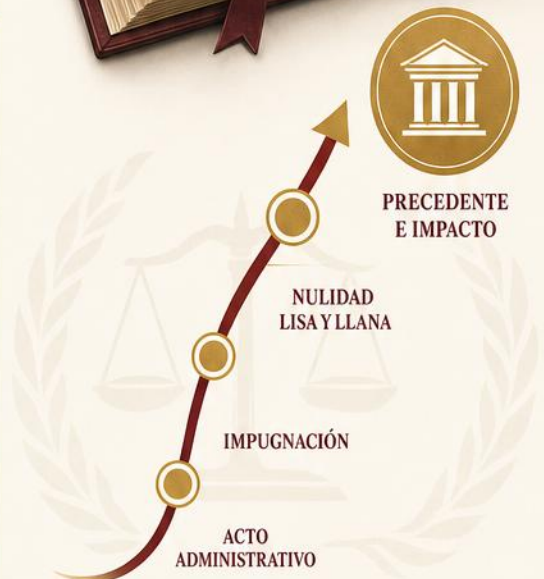 PRECEDENTE
E IMPACTO
NULIDAD
LISA Y LLANA
IMPUGNACIÓN
ACTO
ADMINISTRATIVO